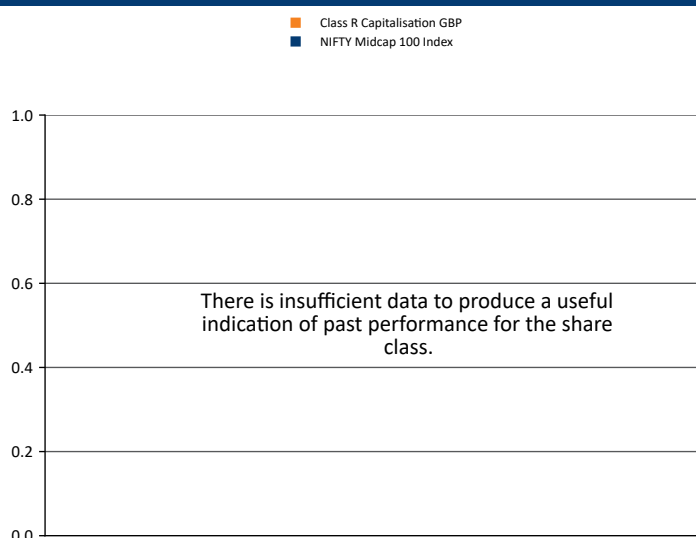 Class R Capitalisation GBP
NIFTY Midcap 100 Index
1.0
0.8
0.6
There is insufficient data to produce a useful
indication of past performance for the share
class.
0.4
0.2
0.0